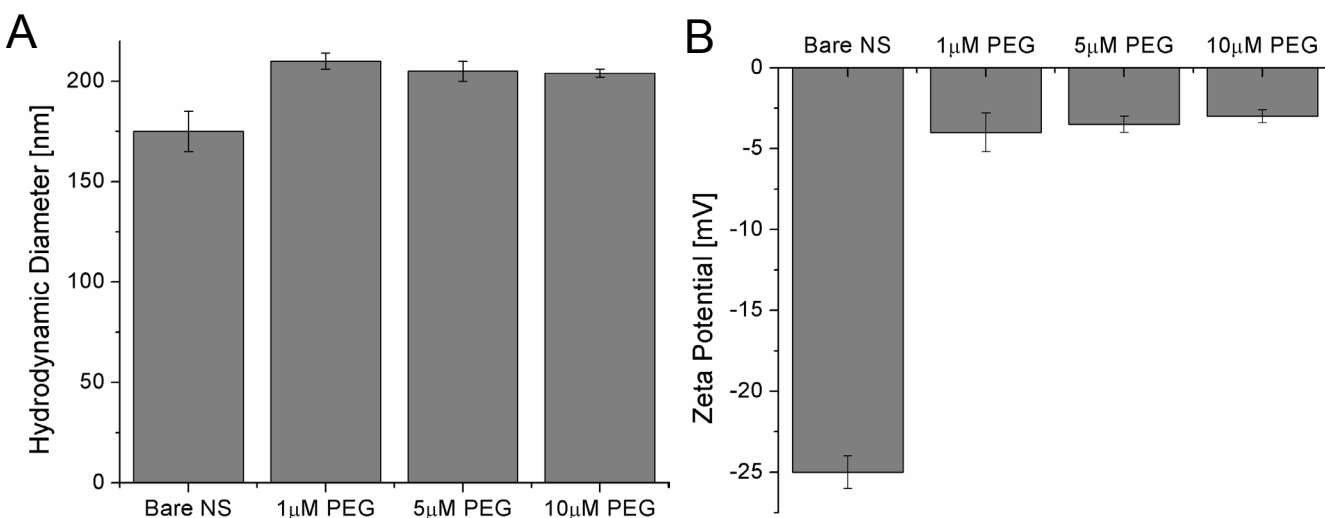 A
Hydrodynamic Diameter [nm]
200
150
100
50
0
Bare NS 1μM PEG 5μM PEG 10μM PEG
B
Bare NS 1μM PEG 5μM PEG 10μM PEG
Zeta Potential [mV]
0
-5
-10
-15
-20
-25